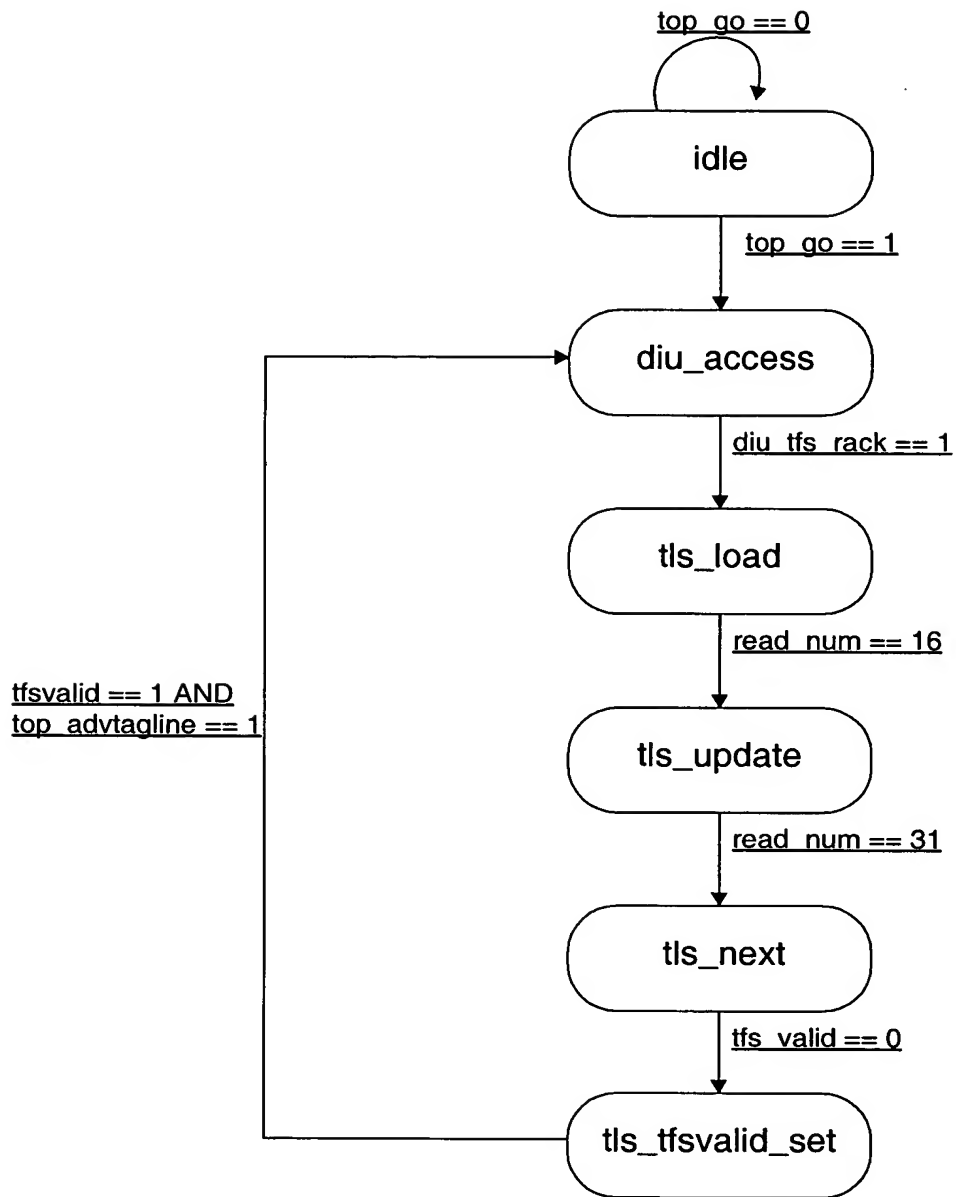 top_go == 0
idle
top_go == 1
diu_access
diu_tfs_rack == 1
tls_load
read_num == 16
tfsvalid == 1 AND
top_advtagline == 1
tls_update
read_num == 31
tls_next
tfs_valid == 0
tls_tfsvalid_set